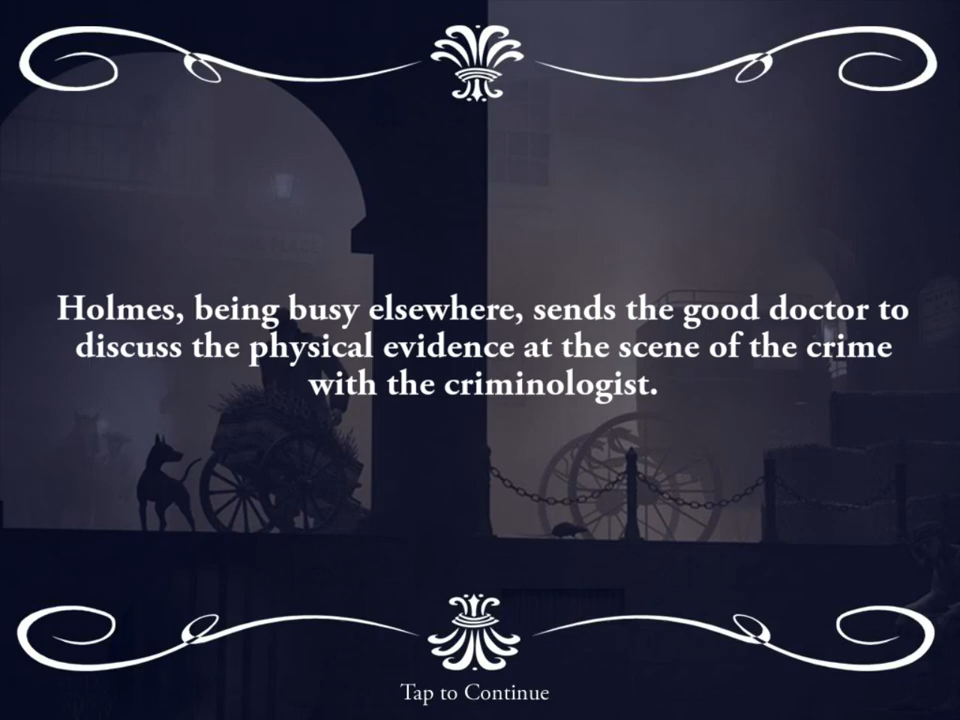 Holmes, being busy elsewhere, sends the good doctor to
discuss the physical evidence at the scene of the crime
with the criminologist.
Tap to Continue